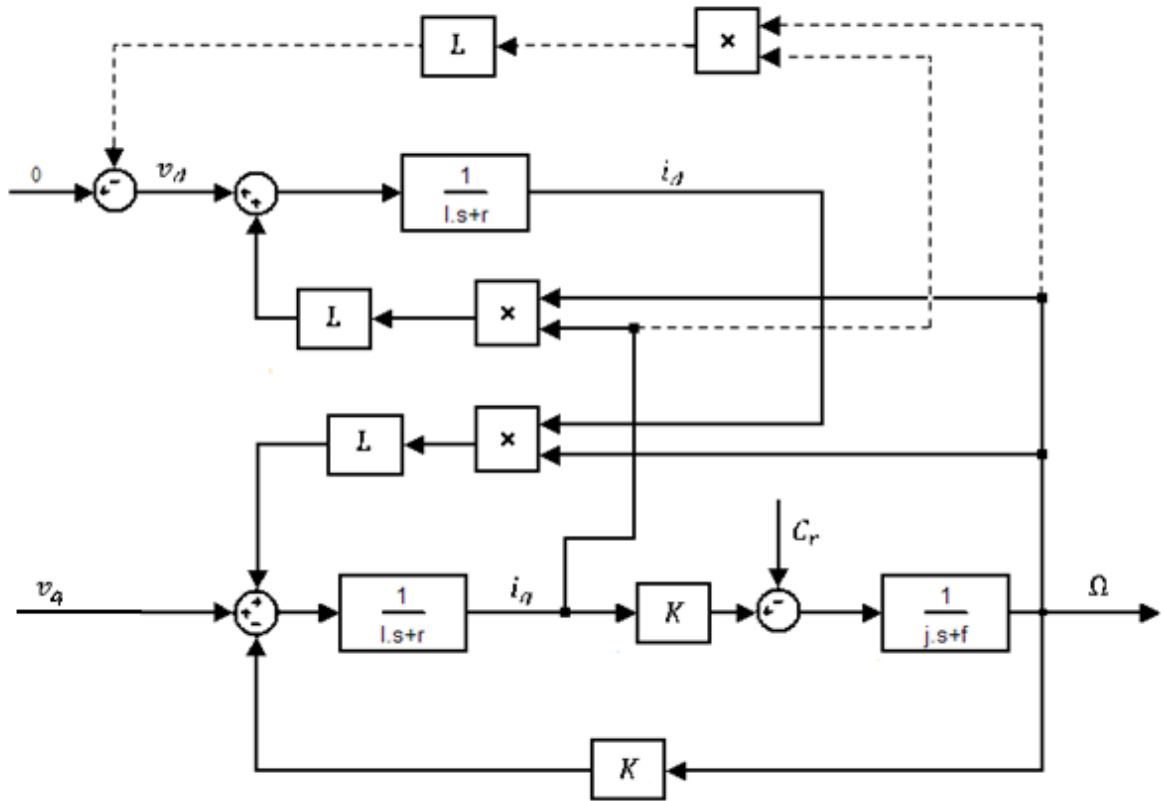 L
×
0
-
+
v_d
+
+
1
l.s+r
i_d
L
×
L
×
C_r
v_q
+
+
-
1
l.s+r
i_q
K
-
+
1
j.s+f
Ω
K